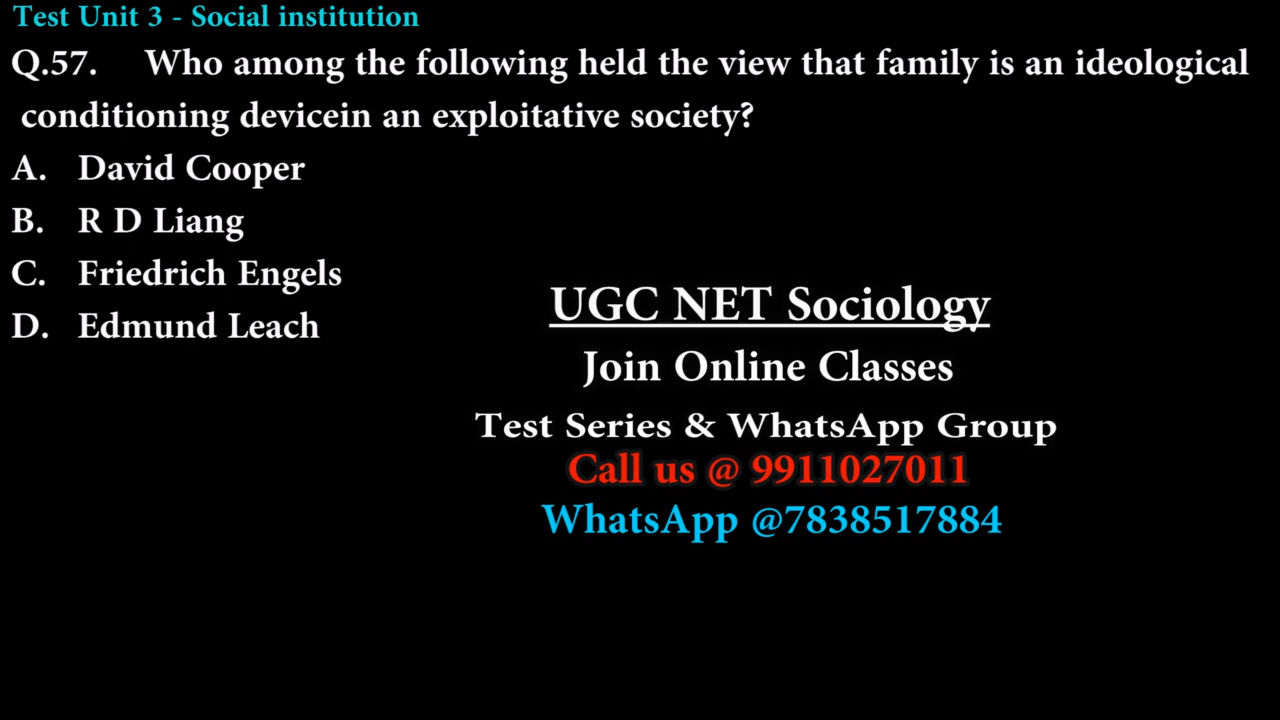 Test Unit 3 - Social institution
Q.57. Who among the following held the view that family is an ideological
conditioning devicein an exploitative society?
A. David Cooper
B. R D Liang
C. Friedrich Engels
D. Edmund Leach
UGC NET Sociology
Join Online Classes
Test Series & WhatsApp Group
Call us @ 9911027011
WhatsApp @7838517884